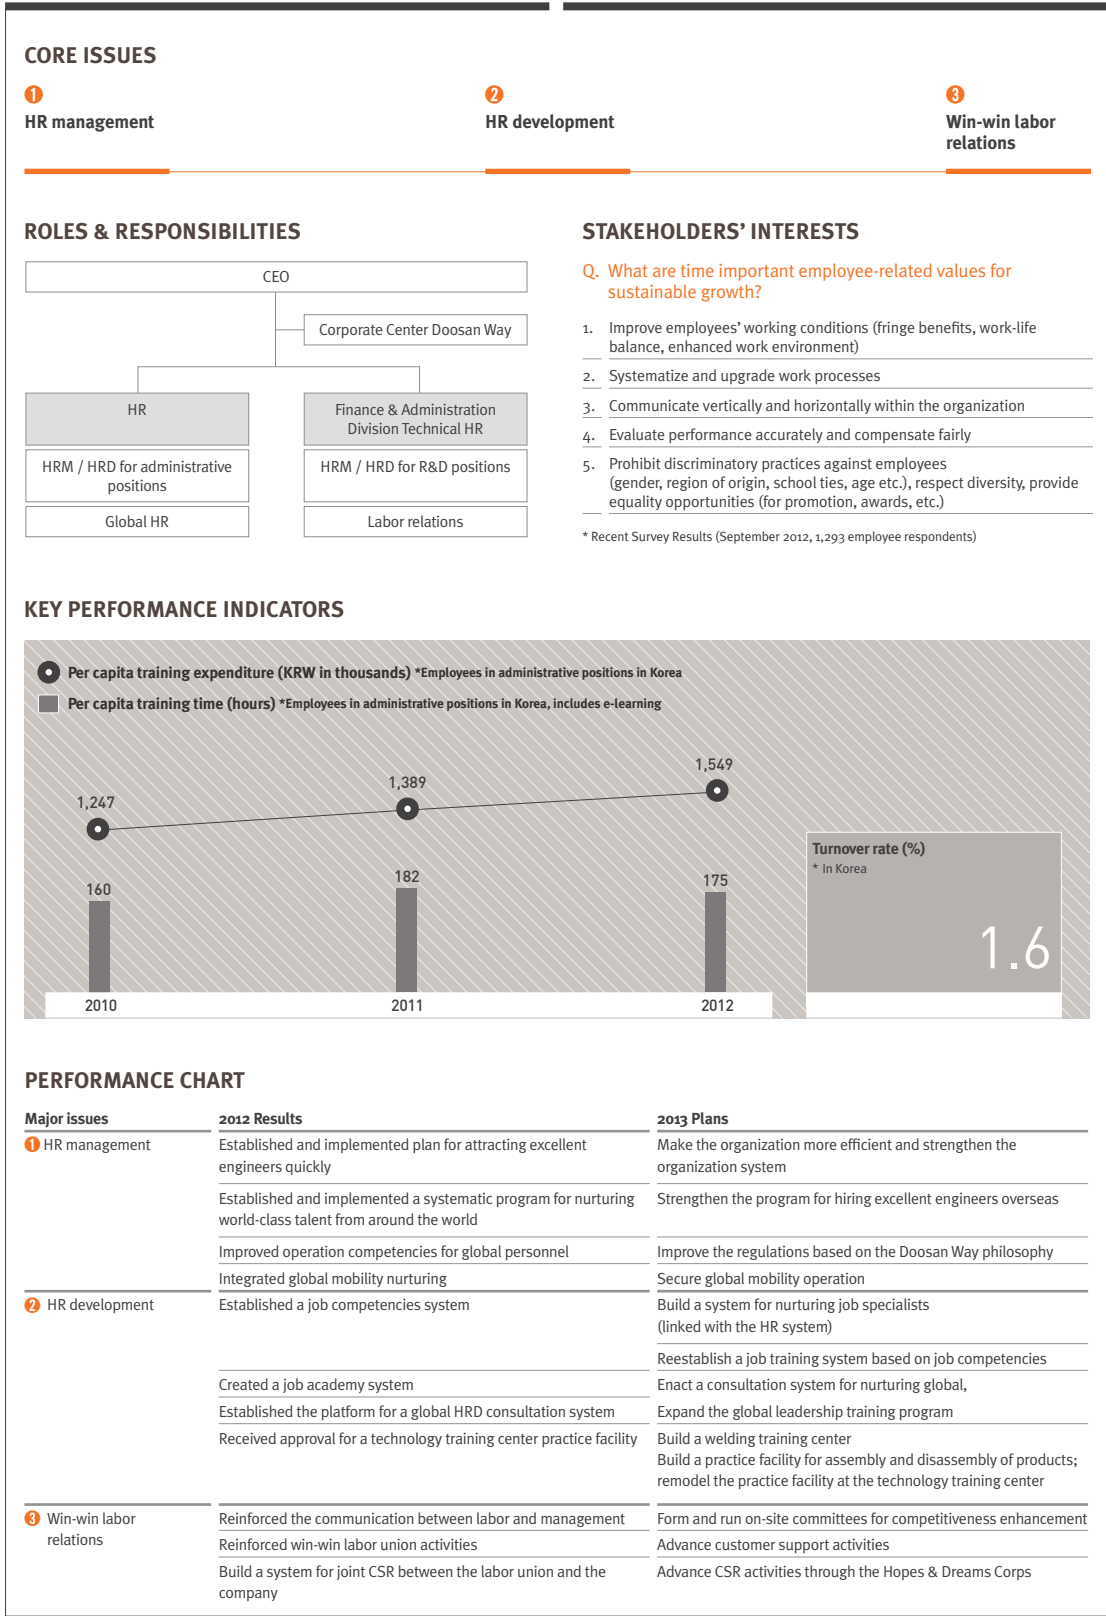 CORE ISSUES
1
HR management
2
HR development
3
Win-win labor
relations
ROLES & RESPONSIBILITIES
CEO
Corporate Center Doosan Way
HR
Finance & Administration
Division Technical HR
HRM / HRD for administrative
positions
HRM / HRD for R&D positions
Global HR
Labor relations
STAKEHOLDERS' INTERESTS
Q. What are time important employee-related values for
sustainable growth?
1. Improve employees' working conditions (fringe benefits, work-life
balance, enhanced work environment)
2. Systematize and upgrade work processes
3. Communicate vertically and horizontally within the organization
4. Evaluate performance accurately and compensate fairly
5. Prohibit discriminatory practices against employees
(gender, region of origin, school ties, age etc.), respect diversity, provide
equality opportunities (for promotion, awards, etc.)
* Recent Survey Results (September 2012, 1,293 employee respondents)
KEY PERFORMANCE INDICATORS
Per capita training expenditure (KRW in thousands) *Employees in administrative positions in Korea
Per capita training time (hours) *Employees in administrative positions in Korea, includes e-learning
1,247
1,389
1,549
160
182
175
2010
2011
2012
Turnover rate (%)
* In Korea
1.6
PERFORMANCE CHART
Major issues
2012 Results
2013 Plans
1 HR management
Established and implemented plan for attracting excellent
engineers quickly
Make the organization more efficient and strengthen the
organization system
Established and implemented a systematic program for nurturing
world-class talent from around the world
Strengthen the program for hiring excellent engineers overseas
Improved operation competencies for global personnel
Improve the regulations based on the Doosan Way philosophy
Integrated global mobility nurturing
Secure global mobility operation
2 HR development
Established a job competencies system
Build a system for nurturing job specialists
(linked with the HR system)
Reestablish a job training system based on job competencies
Created a job academy system
Enact a consultation system for nurturing global,
Established the platform for a global HRD consultation system
Expand the global leadership training program
Received approval for a technology training center practice facility
Build a welding training center
Build a practice facility for assembly and disassembly of products;
remodel the practice facility at the technology training center
3 Win-win labor
relations
Reinforced the communication between labor and management
Form and run on-site committees for competitiveness enhancement
Reinforced win-win labor union activities
Advance customer support activities
Build a system for joint CSR between the labor union and the
company
Advance CSR activities through the Hopes & Dreams Corps